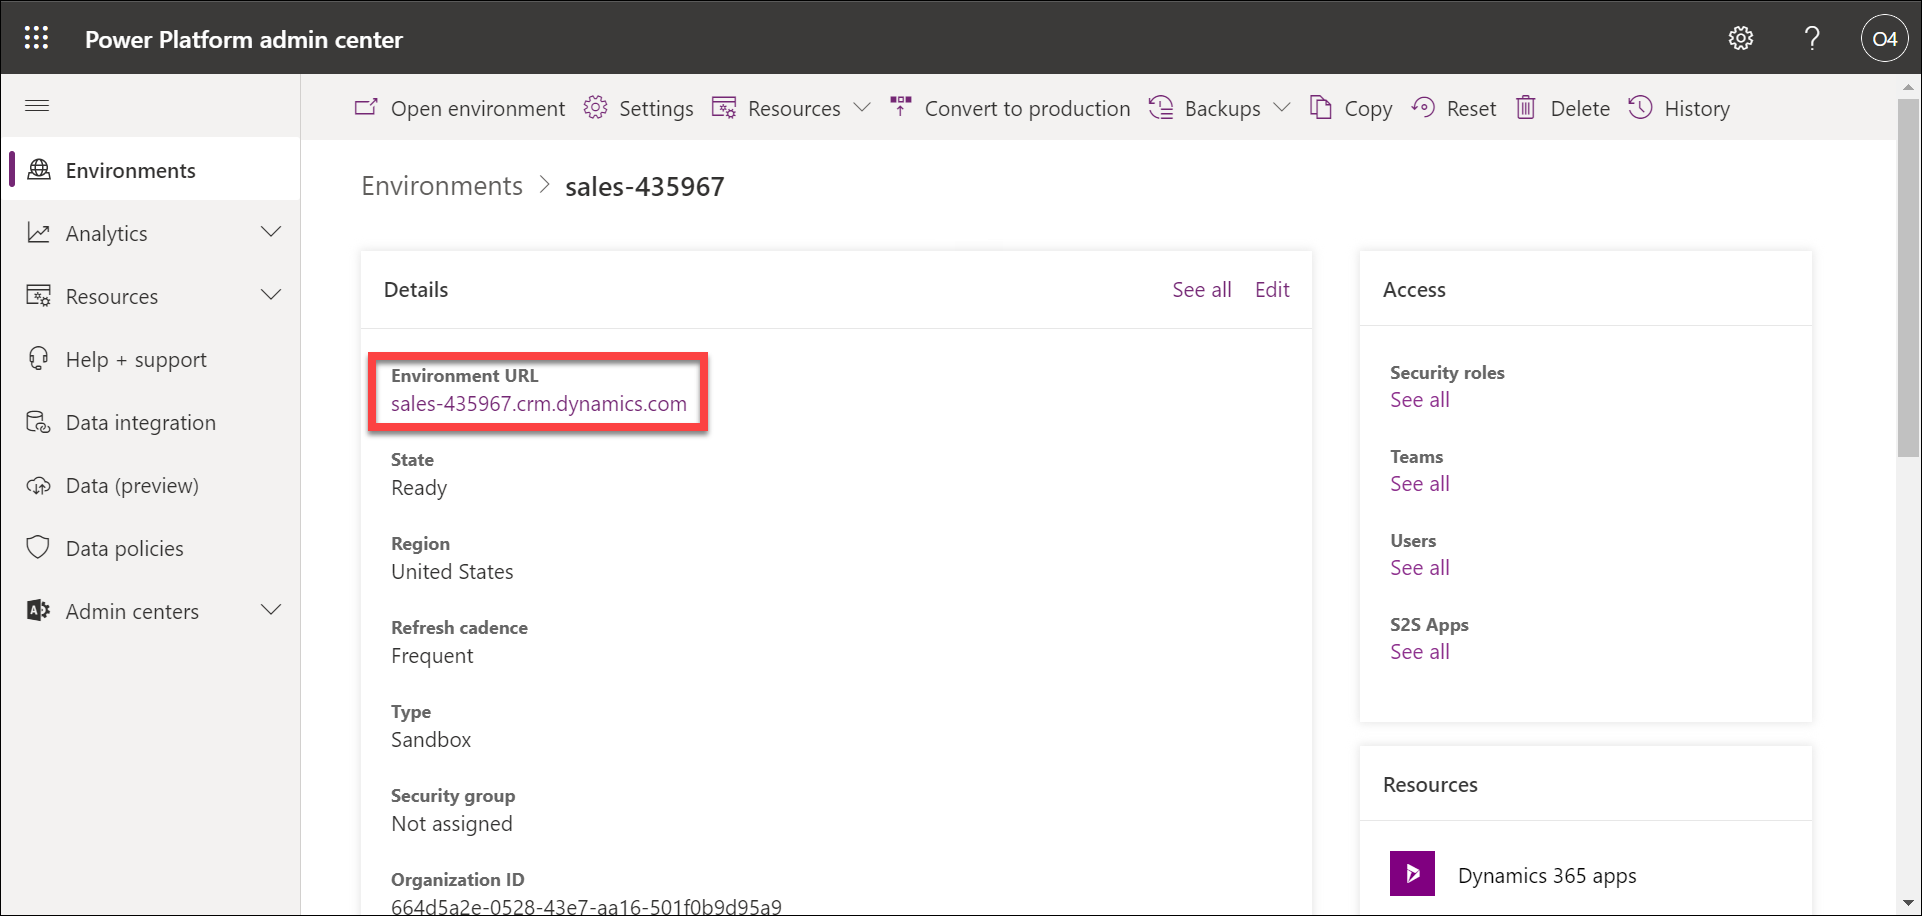 Power Platform admin center
O4
Open environment
Settings
Resources
Convert to production
Backups
Copy
Reset
Delete
History
Environments
Analytics
Resources
Help + support
Data integration
Data (preview)
Data policies
Admin centers
Environments > sales-435967
Details
See all
Edit
Environment URL
sales-435967.crm.dynamics.com
State
Ready
Region
United States
Refresh cadence
Frequent
Type
Sandbox
Security group
Not assigned
Organization ID
664d5a2e-0528-43e7-aa16-501f0b9d95a9
Access
Security roles
See all
Teams
See all
Users
See all
S2S Apps
See all
Resources
Dynamics 365 apps